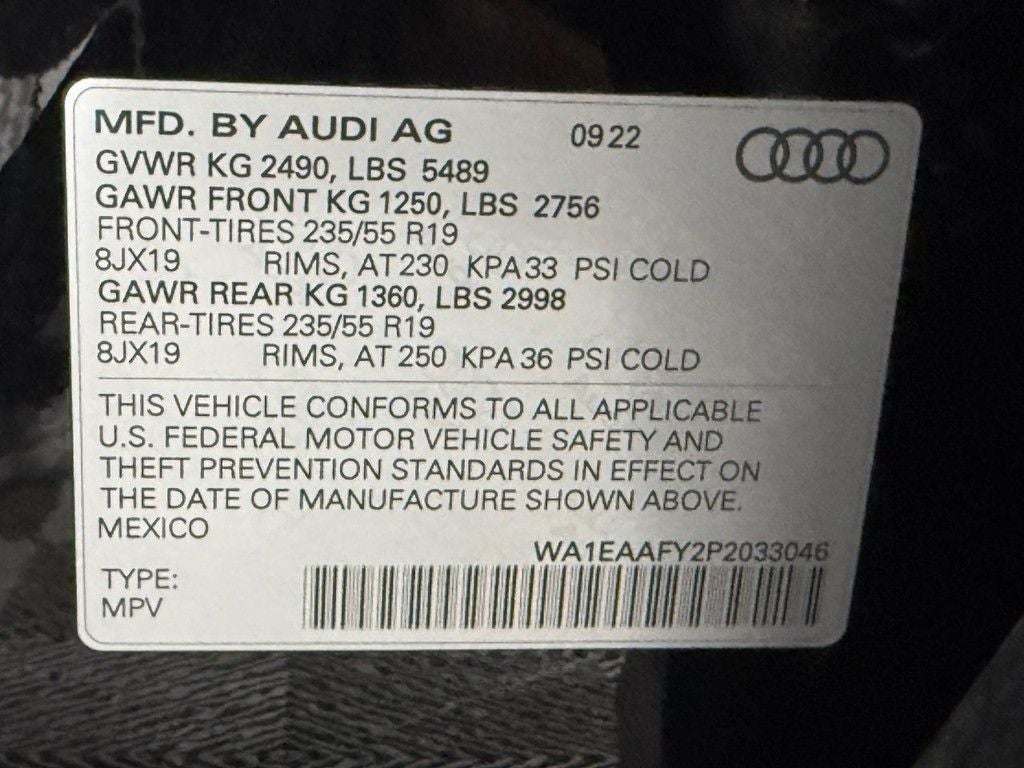 MFD. BY AUDI AG 09 22
GVWR KG 2490, LBS 5489
GAWR FRONT KG 1250, LBS 2756
FRONT-TIRES 235/55 R19
8JX19 RIMS, AT 230 KPA 33 PSI COLD
GAWR REAR KG 1360, LBS 2998
REAR-TIRES 235/55 R19
8JX19 RIMS, AT 250 KPA 36 PSI COLD
THIS VEHICLE CONFORMS TO ALL APPLICABLE
U.S. FEDERAL MOTOR VEHICLE SAFETY AND
THEFT PREVENTION STANDARDS IN EFFECT ON
THE DATE OF MANUFACTURE SHOWN ABOVE.
MEXICO
WA1EAAFY2P2033046
TYPE:
MPV